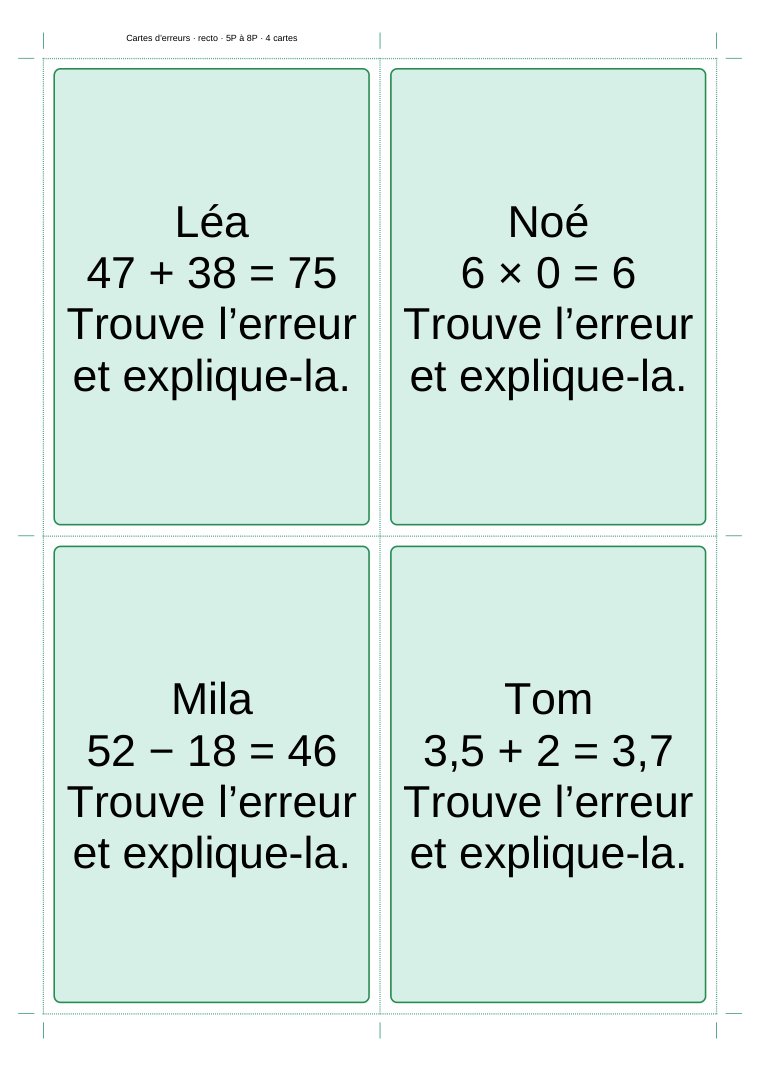 Cartes d'erreurs · recto · 5P à 8P · 4 cartes
Léa
47 + 38 = 75
Trouve l’erreur
et explique-la.
Noé
6 × 0 = 6
Trouve l’erreur
et explique-la.
Mila
52 − 18 = 46
Trouve l’erreur
et explique-la.
Tom
3,5 + 2 = 3,7
Trouve l’erreur
et explique-la.